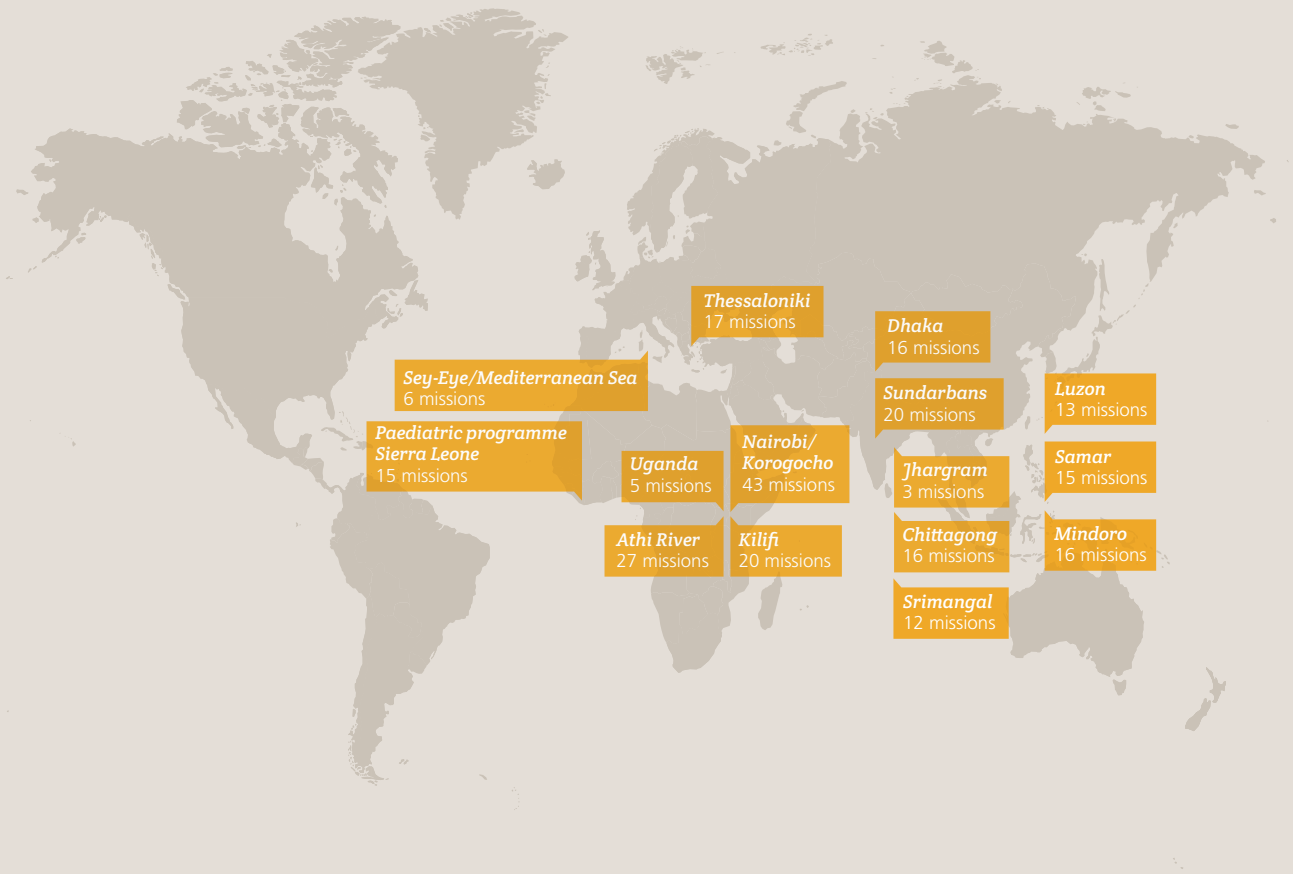 Thessaloniki
17 missions
Dhaka
16 missions
Sey-Eye/Mediterranean Sea
6 missions
Sundarbans
20 missions
Luzon
13 missions
Paediatric programme
Sierra Leone
15 missions
Uganda
5 missions
Nairobi/
Korogocho
43 missions
Jhargram
3 missions
Samar
15 missions
Athi River
27 missions
Kilifi
20 missions
Chittagong
16 missions
Mindoro
16 missions
Srimangal
12 missions